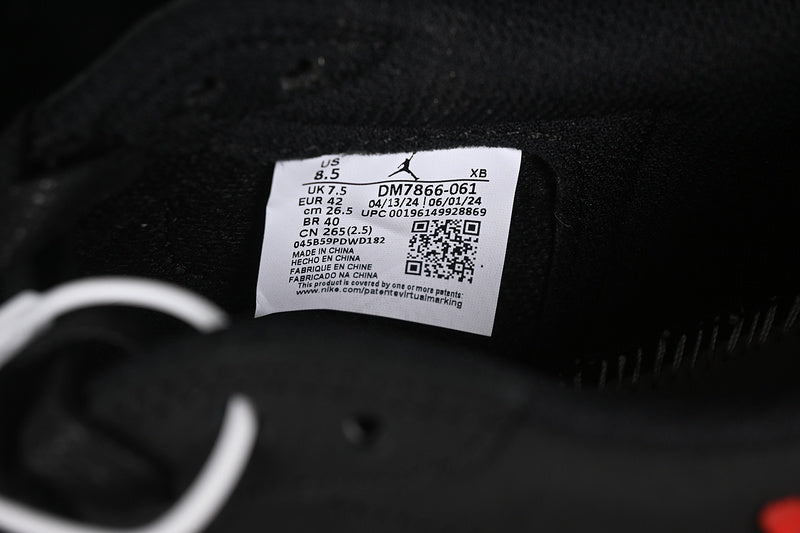 US
8.5
XB
UK 7.5 DM7866-061
EUR 42 04/13/24 | 06/01/24
cm 26.5 UPC 00196149928869
BR 40
CN 265(2.5)
045B59PDWD182
MADE IN CHINA
HECHO EN CHINA
FABRIQUE EN CHINE
FABRICADO NA CHINA
This product is covered by one or more patents:
www.nike.com/patentevirtualmarking